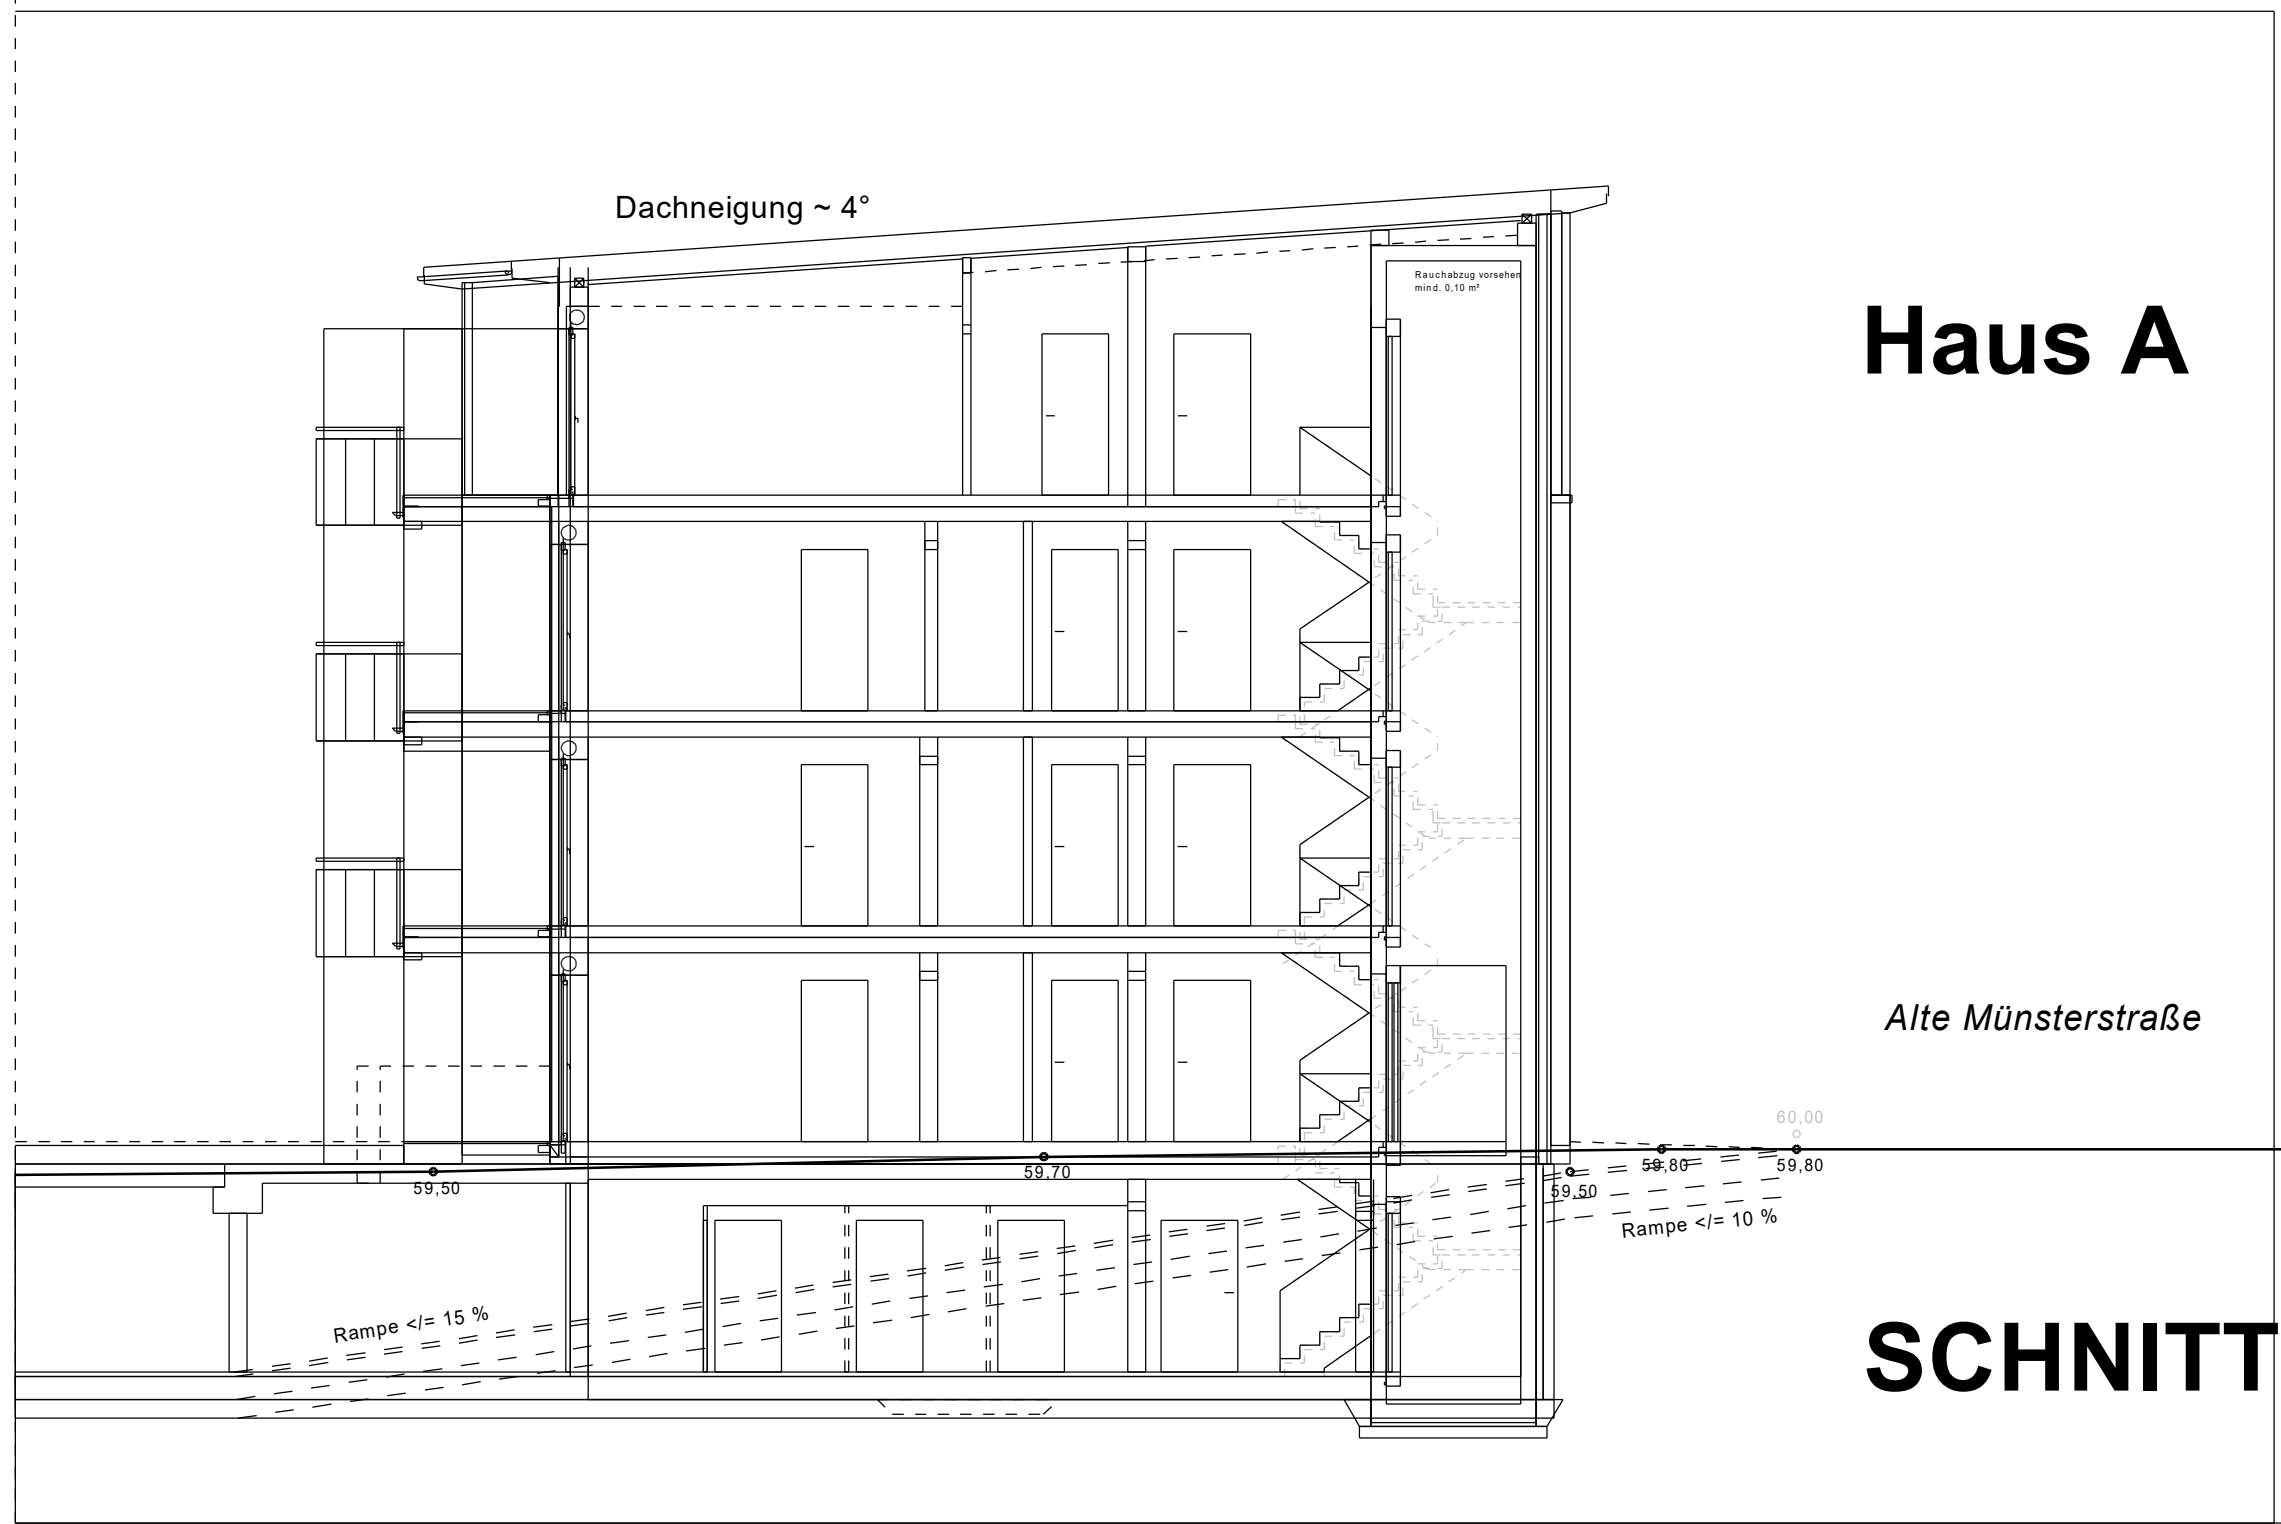 Dachneigung ~ 4°
Rauchabzug vorsehen
mind. 0,10 m²
Haus A
Alte Münsterstraße
60,00
59,50
59,70
59,80
59,80
59,50
Rampe </= 10 %
Rampe </= 15 %
SCHNITT